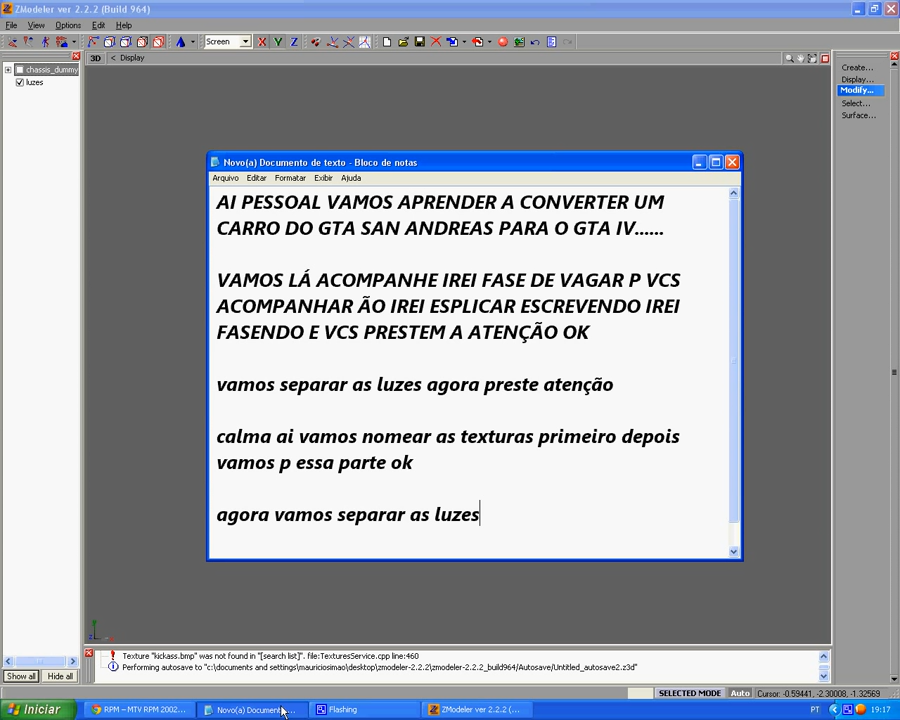 ZModeler ver 2.2.2 (Build 964)
File View Options Edit Help
Screen X Y Z
3D < Display
chassis_dummy
luzes
Create...
Display...
Modify...
Select...
Surface...
Novo(a) Documento de texto - Bloco de notas
Arquivo Editar Formatar Exibir Ajuda
AI PESSOAL VAMOS APRENDER A CONVERTER UM
CARRO DO GTA SAN ANDREAS PARA O GTA IV......
VAMOS LÁ ACOMPANHE IREI FASE DE VAGAR P VCS
ACOMPANHAR ÃO IREI ESPLICAR ESCREVENDO IREI
FASENDO E VCS PRESTEM A ATENÇÃO OK
vamos separar as luzes agora preste atenção
calma ai vamos nomear as texturas primeiro depois
vamos p essa parte ok
agora vamos separar as luzes
z
Show all Hide all
Texture "kickass.bmp" was not found in "[search list]". file:TexturesService.cpp line:460
Performing autosave to "c:\documents and settings\mauriciosimao\desktop\zmodeler-2.2.2\zmodeler-2.2.2_build964/Autosave/Untitled_autosave2.z3d"
SELECTED MODE Auto Cursor: -0.59441, -2.30008, -1.32569
Iniciar RPM – MTV RPM 2002... Novo(a) Document... Flashing ZModeler ver 2.2.2 (... PT 19:17